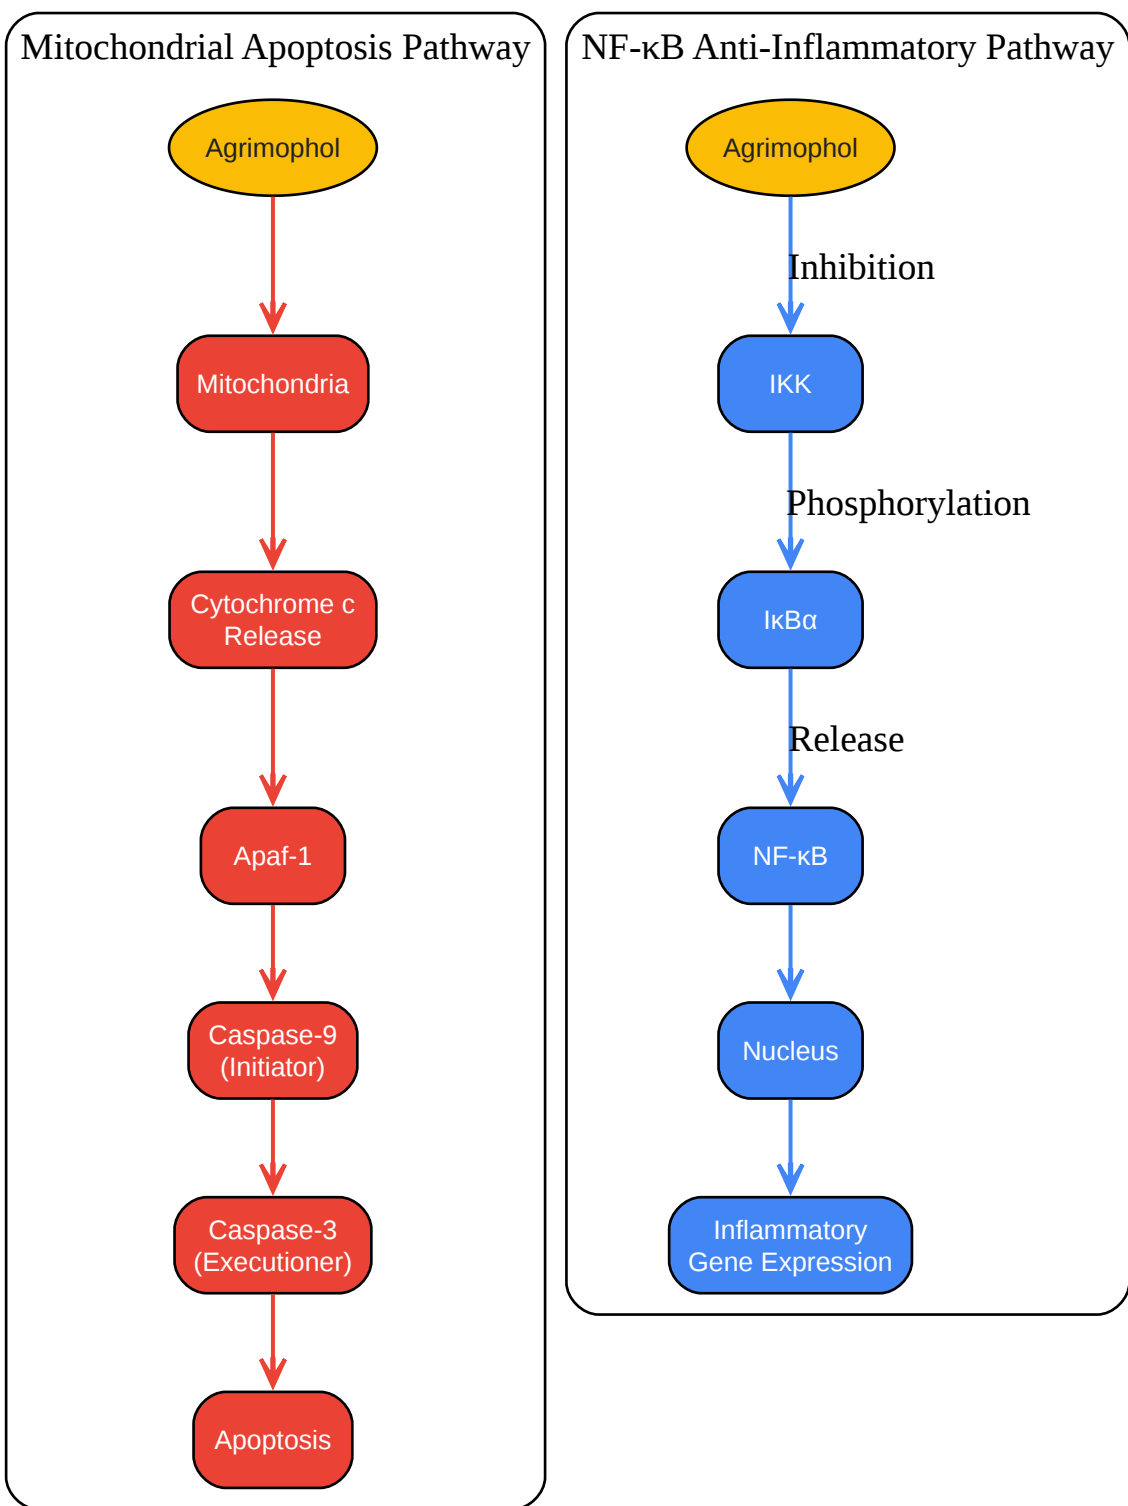 Mitochondrial Apoptosis Pathway
Agrimophol
Mitochondria
Cytochrome c
Release
Apaf-1
Caspase-9
(Initiator)
Caspase-3
(Executioner)
Apoptosis
NF-κB Anti-Inflammatory Pathway
Agrimophol
Inhibition
IKK
Phosphorylation
IκBα
Release
NF-κB
Nucleus
Inflammatory
Gene Expression